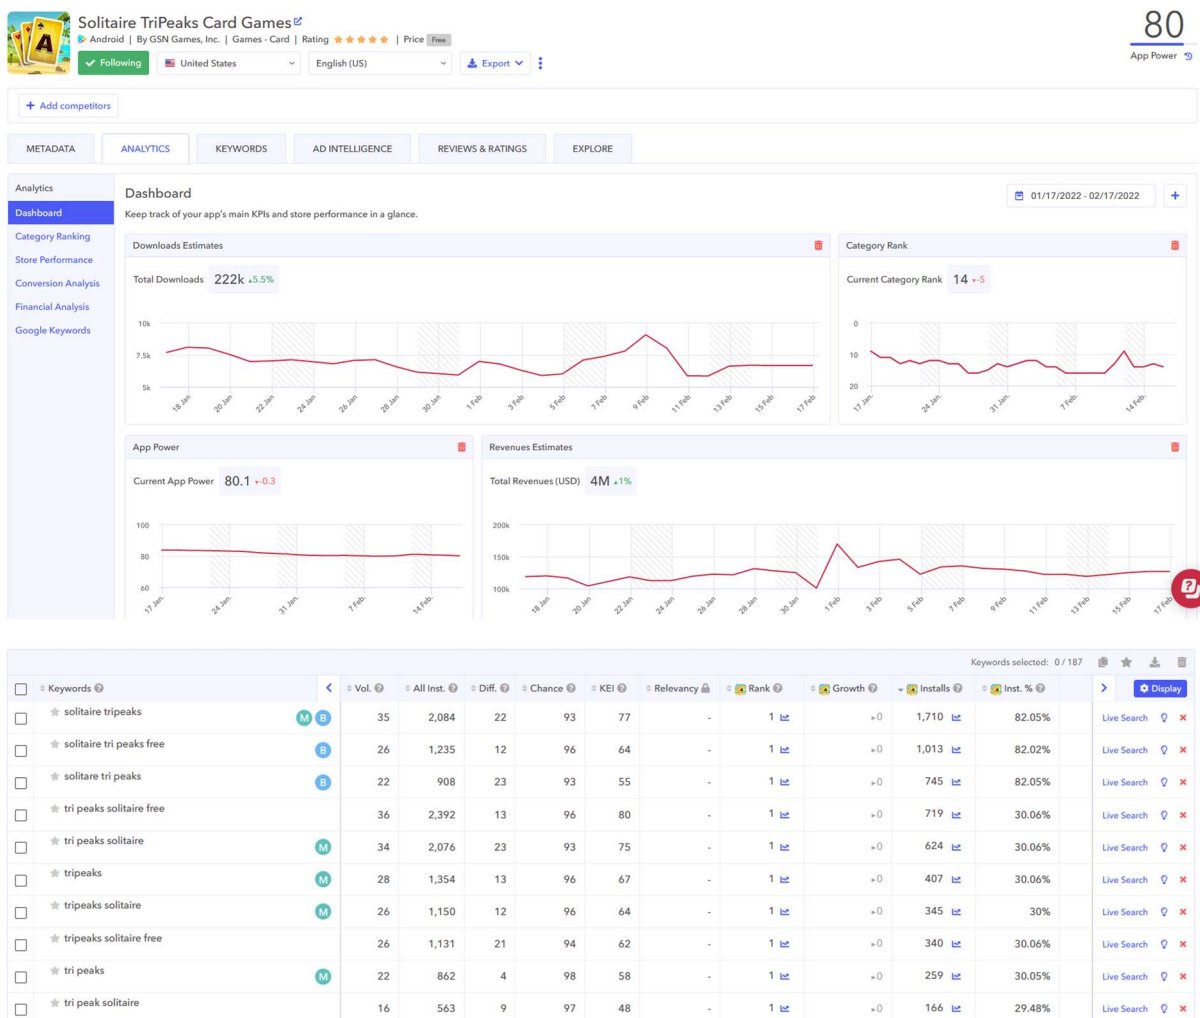 Solitaire TriPeaks Card Games
80
Android | By GSN Games, Inc. | Games - Card | Rating | Price Free
App Power
Following United States English (US) Export
+ Add competitors
METADATA ANALYTICS KEYWORDS AD INTELLIGENCE REVIEWS & RATINGS EXPLORE
Analytics
Dashboard
Category Ranking
Store Performance
Conversion Analysis
Financial Analysis
Google Keywords
Dashboard
01/17/2022 - 02/17/2022 +
Keep track of your app's main KPIs and store performance in a glance.
Downloads Estimates
Total Downloads 222k 5.5%
10k
7.5k
5k
18 Jan 20 Jan 22 Jan 24 Jan 26 Jan 28 Jan 30 Jan 1 Feb 3 Feb 5 Feb 7 Feb 9 Feb 11 Feb 13 Feb 15 Feb 17 Feb
Category Rank
Current Category Rank 14 -5
0
10
20
17 Jan. 24 Jan. 31 Jan. 7 Feb. 14 Feb.
App Power
Current App Power 80.1 -0.3
100
80
60
17 Jan. 24 Jan. 31 Jan. 7 Feb. 14 Feb.
Revenues Estimates
Total Revenues (USD) 4M 1%
200k
150k
100k
18 Jan 20 Jan 22 Jan 24 Jan 26 Jan 28 Jan 30 Jan 1 Feb 3 Feb 5 Feb 7 Feb 9 Feb 11 Feb 13 Feb 15 Feb 17 Feb
Keywords selected: 0 / 187
Keywords Vol. All Inst. Diff. Chance KEI Relevancy Rank Growth Installs Inst. % Display
solitaire tripeaks M B 35 2,084 22 93 77 - 1 0 1,710 82.05% Live Search
solitaire tri peaks free B 26 1,235 12 96 64 - 1 0 1,013 82.02% Live Search
solitare tri peaks B 22 908 23 93 55 - 1 0 745 82.05% Live Search
tri peaks solitaire free 36 2,392 13 96 80 - 1 0 719 30.06% Live Search
tri peaks solitaire M 34 2,076 23 93 75 - 1 0 624 30.06% Live Search
tripeaks M 28 1,354 13 96 67 - 1 0 407 30.06% Live Search
tripeaks solitaire M 26 1,150 12 96 64 - 1 0 345 30% Live Search
tripeaks solitaire free 26 1,131 21 94 62 - 1 0 340 30.06% Live Search
tri peaks M 22 862 4 98 58 - 1 0 259 30.05% Live Search
tri peak solitaire 16 563 9 97 48 - 1 0 166 29.48% Live Search